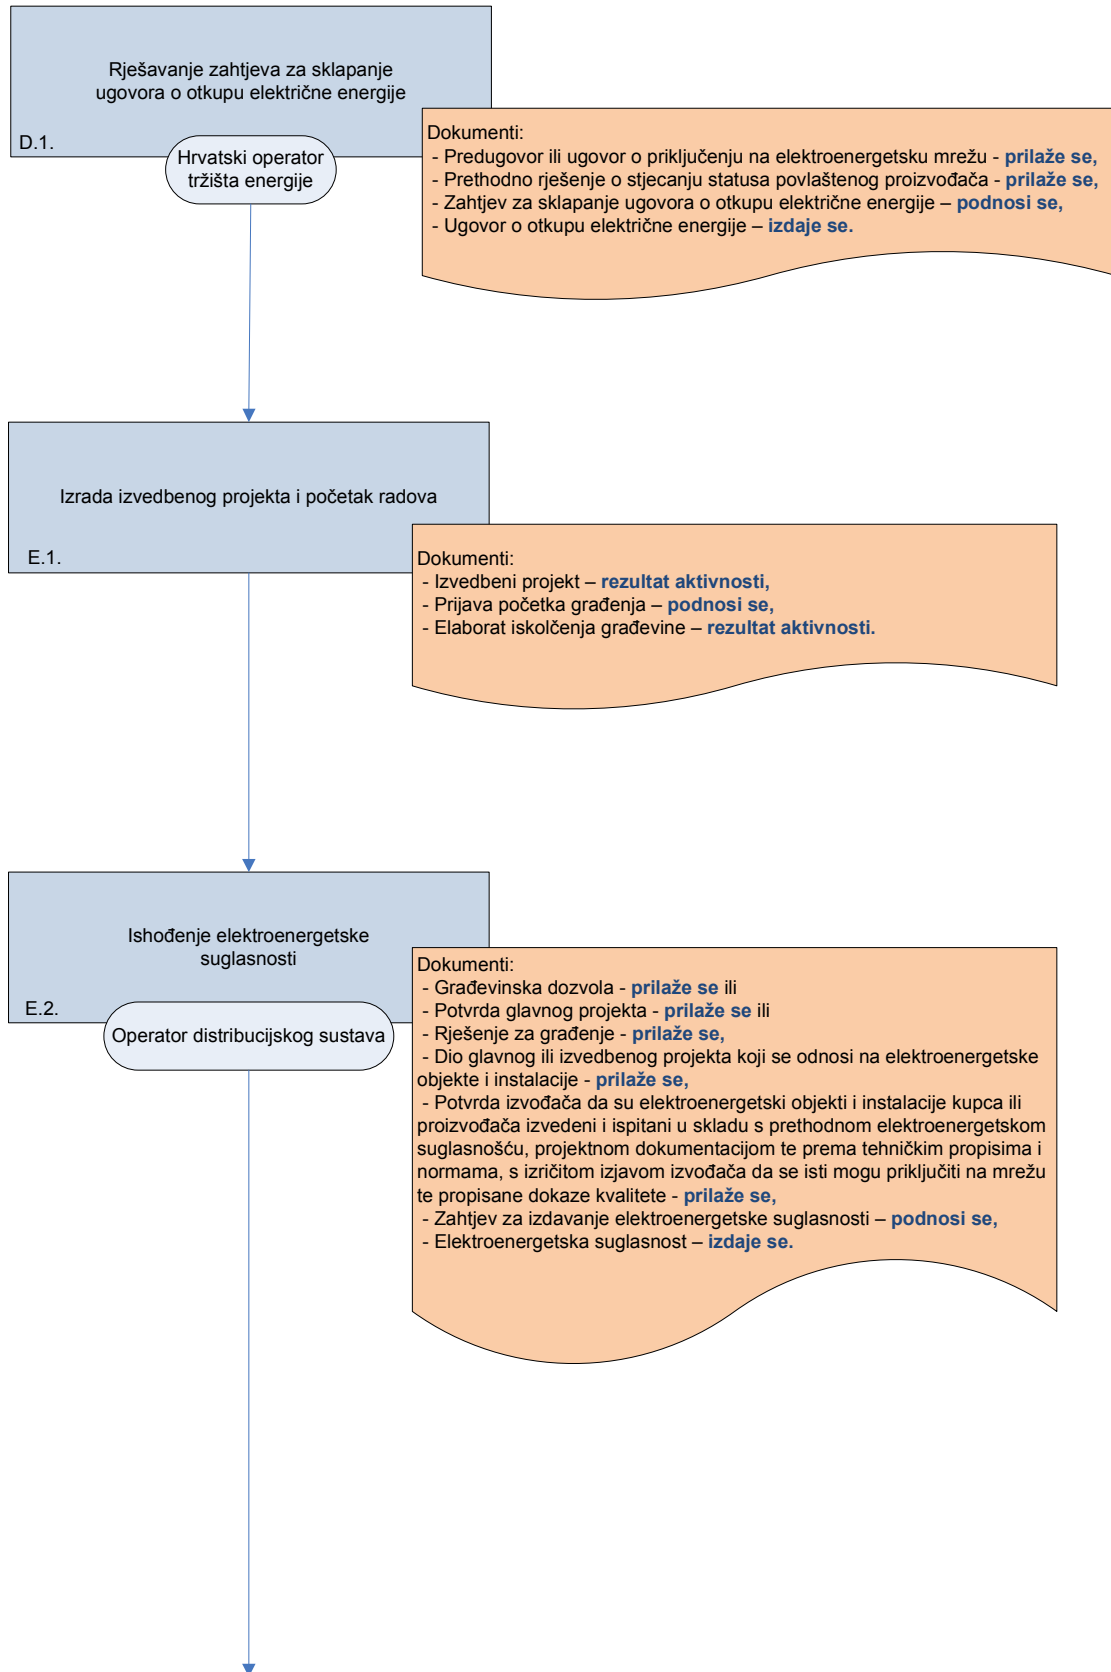 Rješavanje zahtjeva za sklapanje
ugovora o otkupu električne energije
D.1.
Hrvatski operator
tržišta energije
Dokumenti:
- Predugovor ili ugovor o priključenju na elektroenergetsku mrežu - prilaže se,
- Prethodno rješenje o stjecanju statusa povlaštenog proizvođača - prilaže se,
- Zahtjev za sklapanje ugovora o otkupu električne energije – podnosi se,
- Ugovor o otkupu električne energije – izdaje se.
Izrada izvedbenog projekta i početak radova
E.1.
Dokumenti:
- Izvedbeni projekt – rezultat aktivnosti,
- Prijava početka građenja – podnosi se,
- Elaborat iskolčenja građevine – rezultat aktivnosti.
Ishođenje elektroenergetske
suglasnosti
E.2.
Operator distribucijskog sustava
Dokumenti:
- Građevinska dozvola - prilaže se ili
- Potvrda glavnog projekta - prilaže se ili
- Rješenje za građenje - prilaže se,
- Dio glavnog ili izvedbenog projekta koji se odnosi na elektroenergetske
objekte i instalacije - prilaže se,
- Potvrda izvođača da su elektroenergetski objekti i instalacije kupca ili
proizvođača izvedeni i ispitani u skladu s prethodnom elektroenergetskom
suglasnošću, projektnom dokumentacijom te prema tehničkim propisima i
normama, s izričitom izjavom izvođača da se isti mogu priključiti na mrežu
te propisane dokaze kvalitete - prilaže se,
- Zahtjev za izdavanje elektroenergetske suglasnosti – podnosi se,
- Elektroenergetska suglasnost – izdaje se.